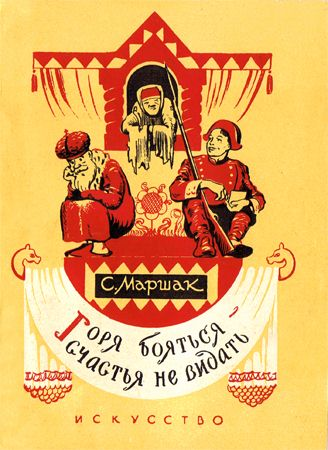 С. Маршак
Горя бояться –
счастья не видать
ИСКУССТВО